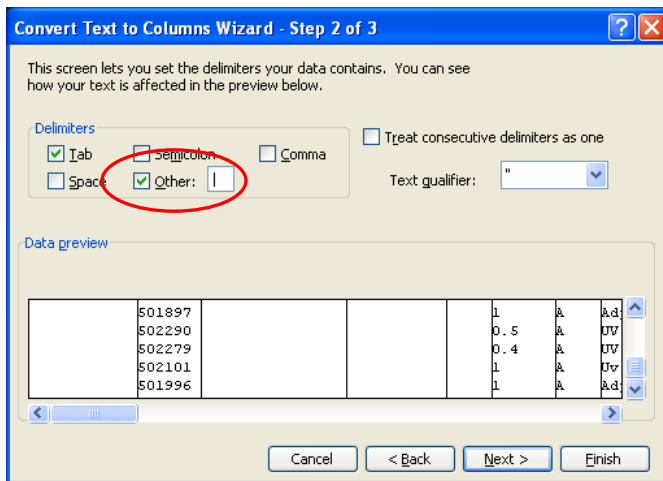 Convert Text to Columns Wizard - Step 2 of 3
This screen lets you set the delimiters your data contains. You can see
how your text is affected in the preview below.
Delimiters
Tab Semicolon Comma
Space Other: |
Treat consecutive delimiters as one
Text qualifier: "
Data preview
501897 1 A Ad
502290 0.5 A UV
502279 0.4 A UV
502101 1 A Uv
501996 1 A Ad
Cancel < Back Next > Finish